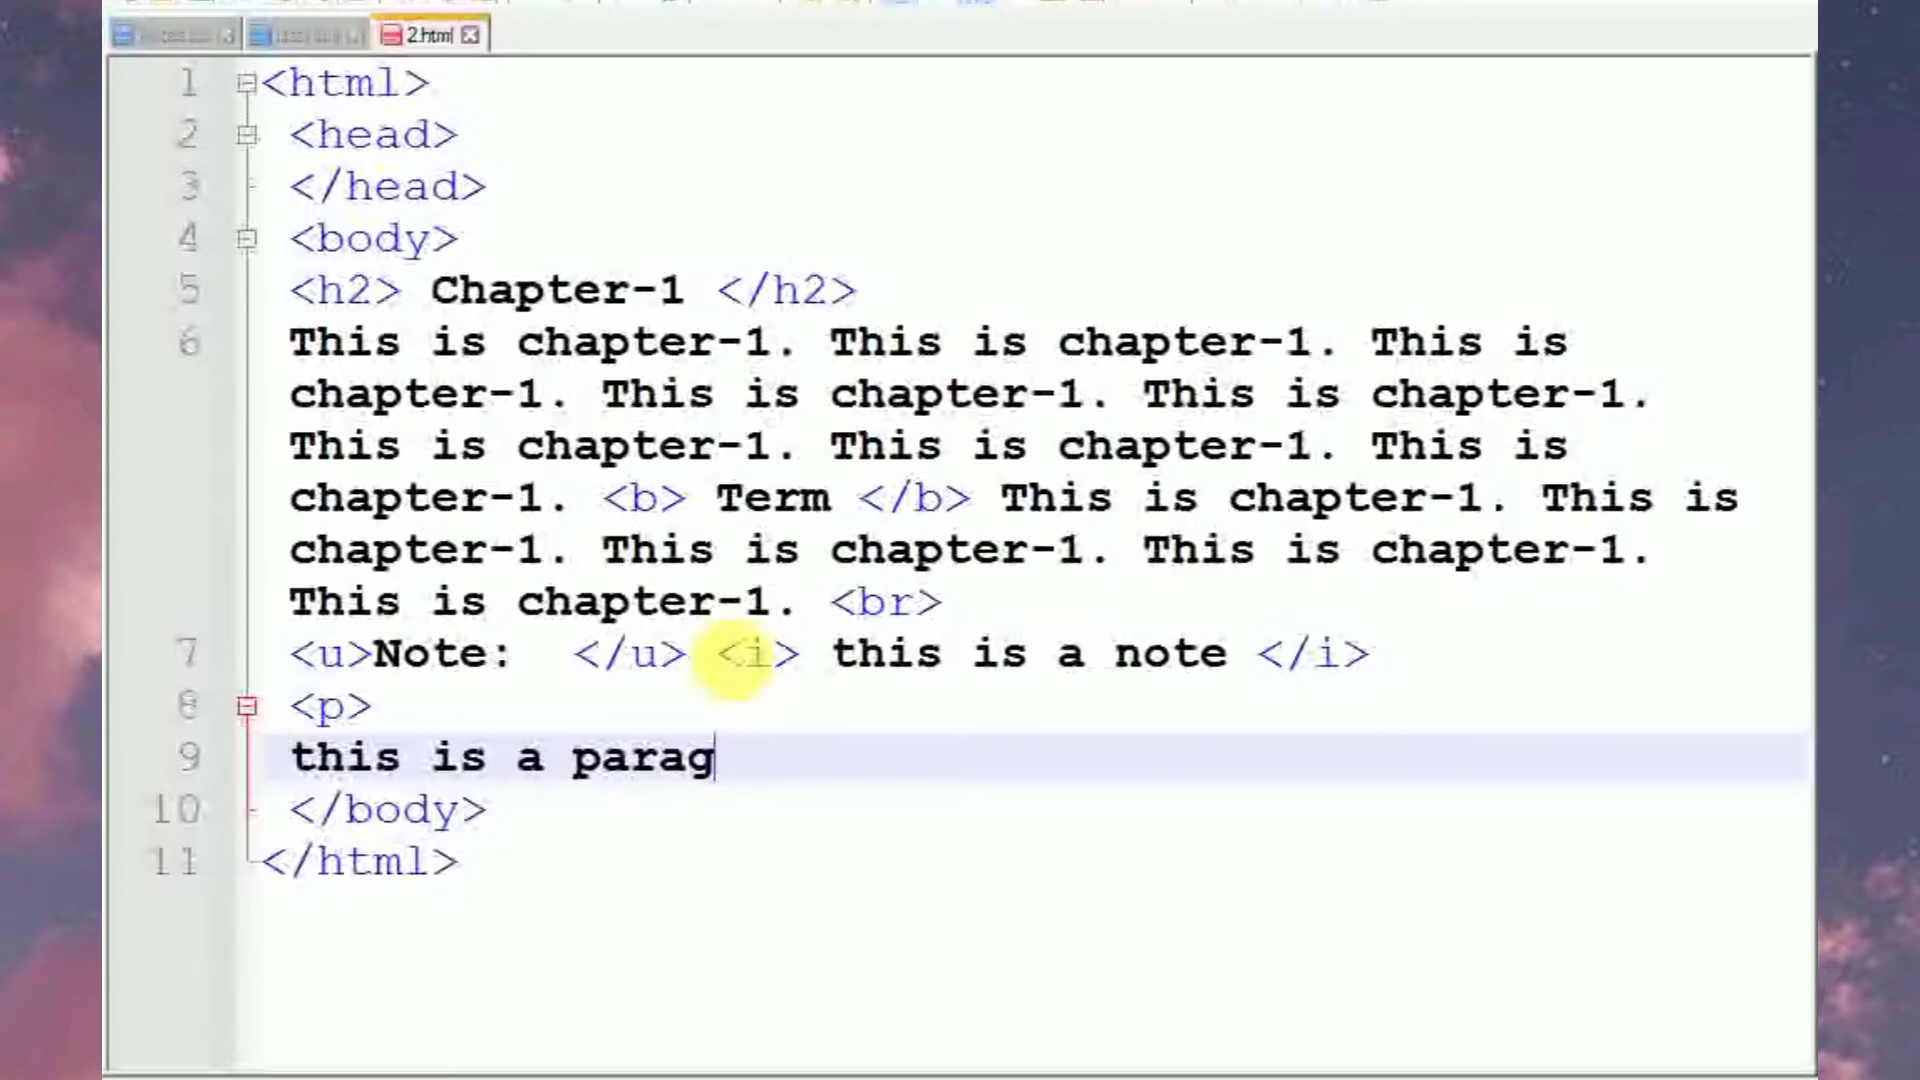 2.html
1 <html>
2 <head>
3 </head>
4 <body>
5 <h2> Chapter-1 </h2>
6 This is chapter-1. This is chapter-1. This is
chapter-1. This is chapter-1. This is chapter-1.
This is chapter-1. This is chapter-1. This is
chapter-1. <b> Term </b> This is chapter-1. This is
chapter-1. This is chapter-1. This is chapter-1.
This is chapter-1. <br>
7 <u>Note:  </u> <i> this is a note </i>
8 <p>
9 this is a parag
10 </body>
11 </html>